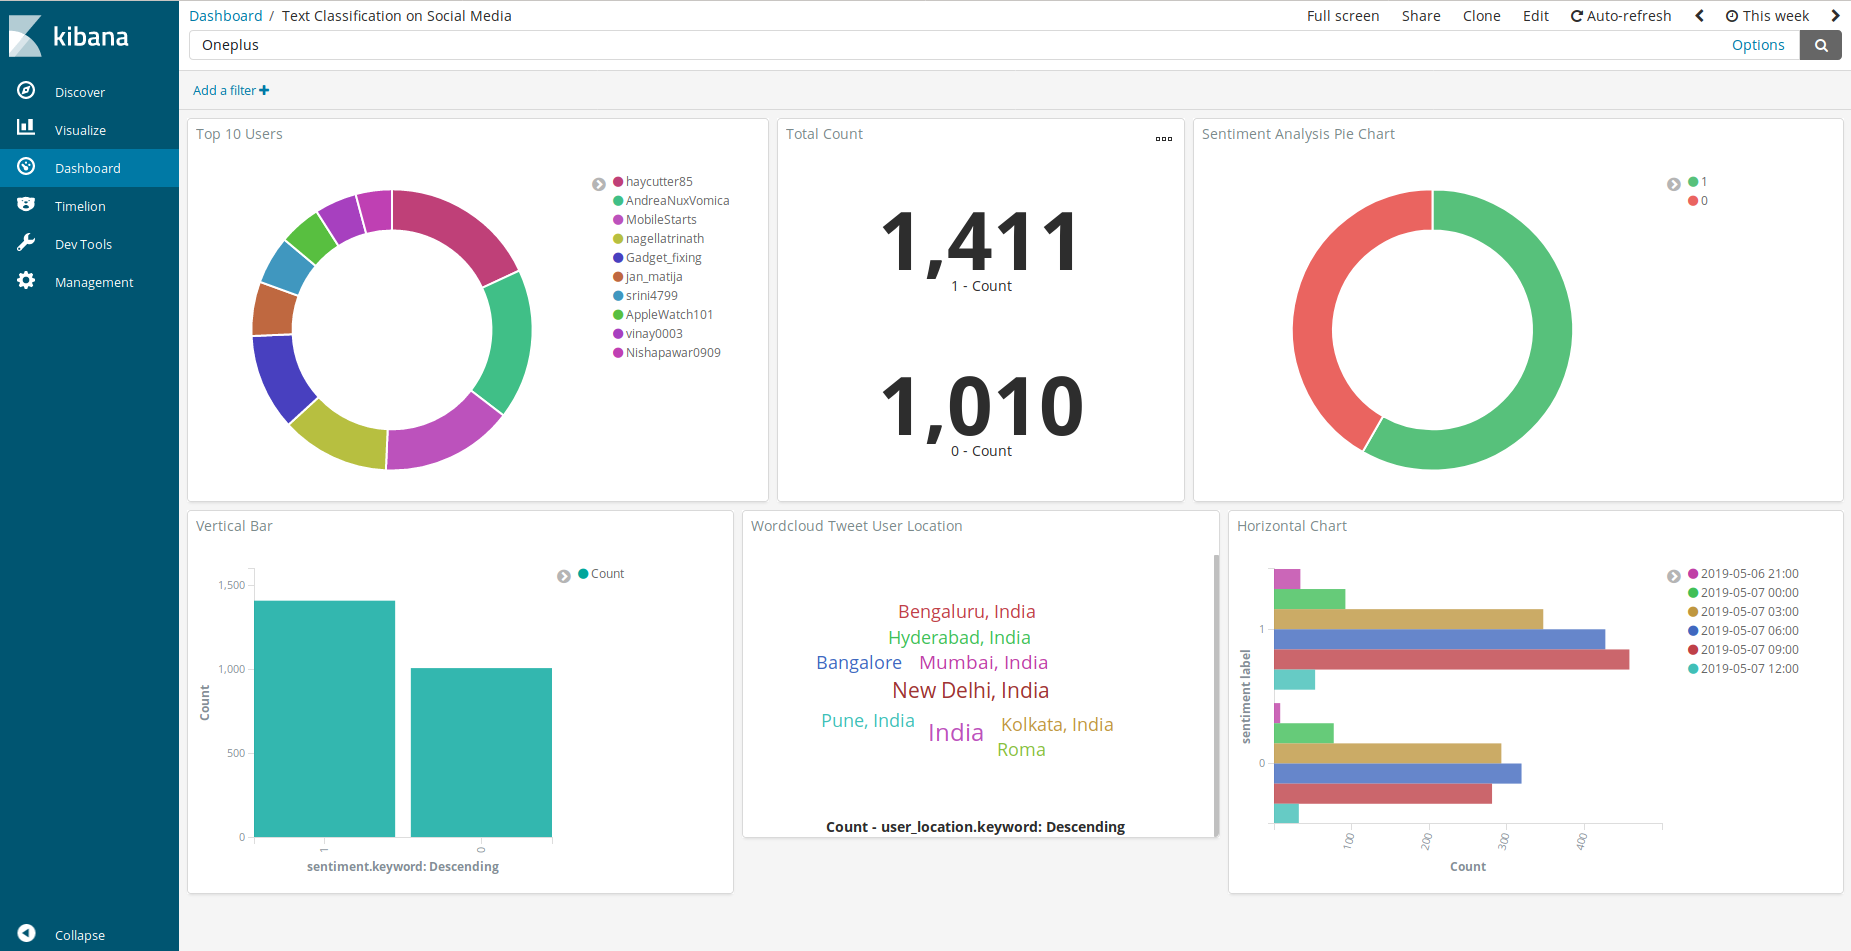 kibana
Discover
Visualize
Dashboard
Timelion
Dev Tools
Management
Collapse
Dashboard / Text Classification on Social Media
Full screen Share Clone Edit Auto-refresh This week
Oneplus
Options
Add a filter
Top 10 Users
haycutter85
AndreaNuxVomica
MobileStarts
nagellatrinath
Gadget_fixing
jan_matija
srini4799
AppleWatch101
vinay0003
Nishapawar0909
Total Count
1,411
1 - Count
1,010
0 - Count
Sentiment Analysis Pie Chart
1
0
Vertical Bar
Count
1,500
1,000
500
0
Count
1
0
sentiment.keyword: Descending
Wordcloud Tweet User Location
Bengaluru, India
Hyderabad, India
Bangalore Mumbai, India
New Delhi, India
Pune, India India Kolkata, India
Roma
Count - user_location.keyword: Descending
Horizontal Chart
2019-05-06 21:00
2019-05-07 00:00
2019-05-07 03:00
2019-05-07 06:00
2019-05-07 09:00
2019-05-07 12:00
sentiment label
1
0
100 200 300 400
Count